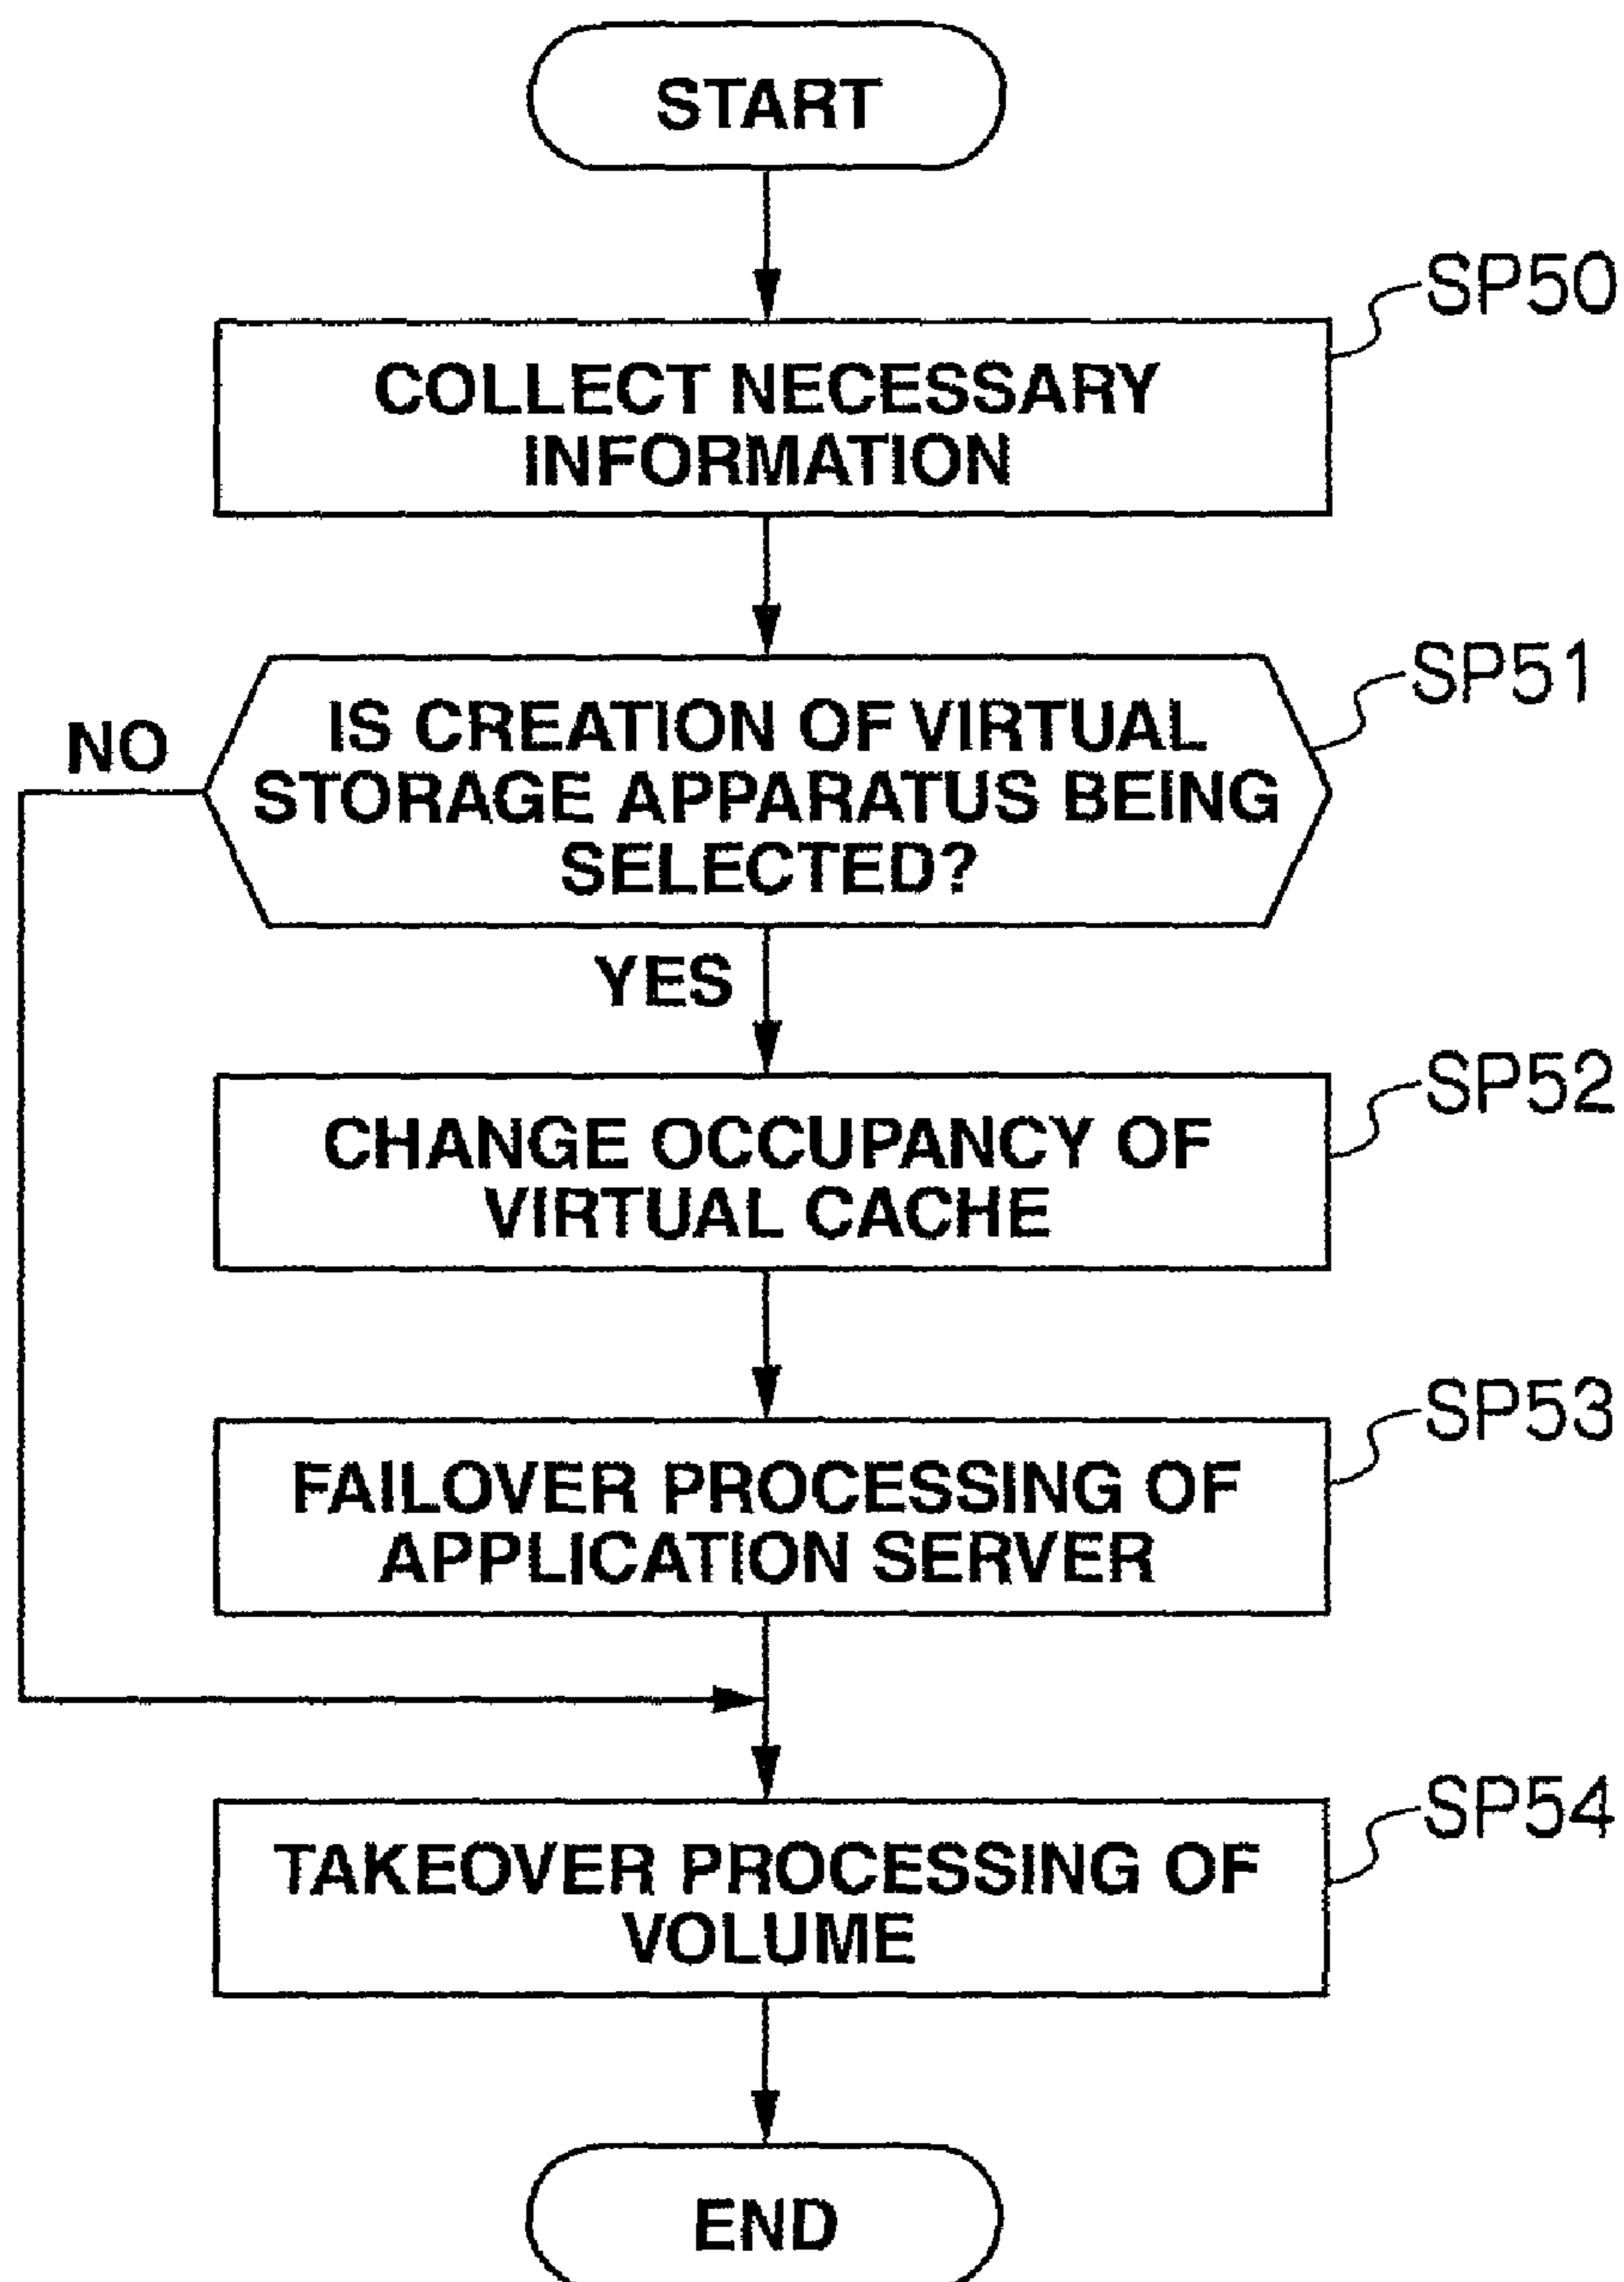 START
SP50
COLLECT NECESSARY
INFORMATION
SP51
NO
IS CREATION OF VIRTUAL
STORAGE APPARATUS BEING
SELECTED?
YES
SP52
CHANGE OCCUPANCY OF
VIRTUAL CACHE
SP53
FAILOVER PROCESSING OF
APPLICATION SERVER
SP54
TAKEOVER PROCESSING OF
VOLUME
END